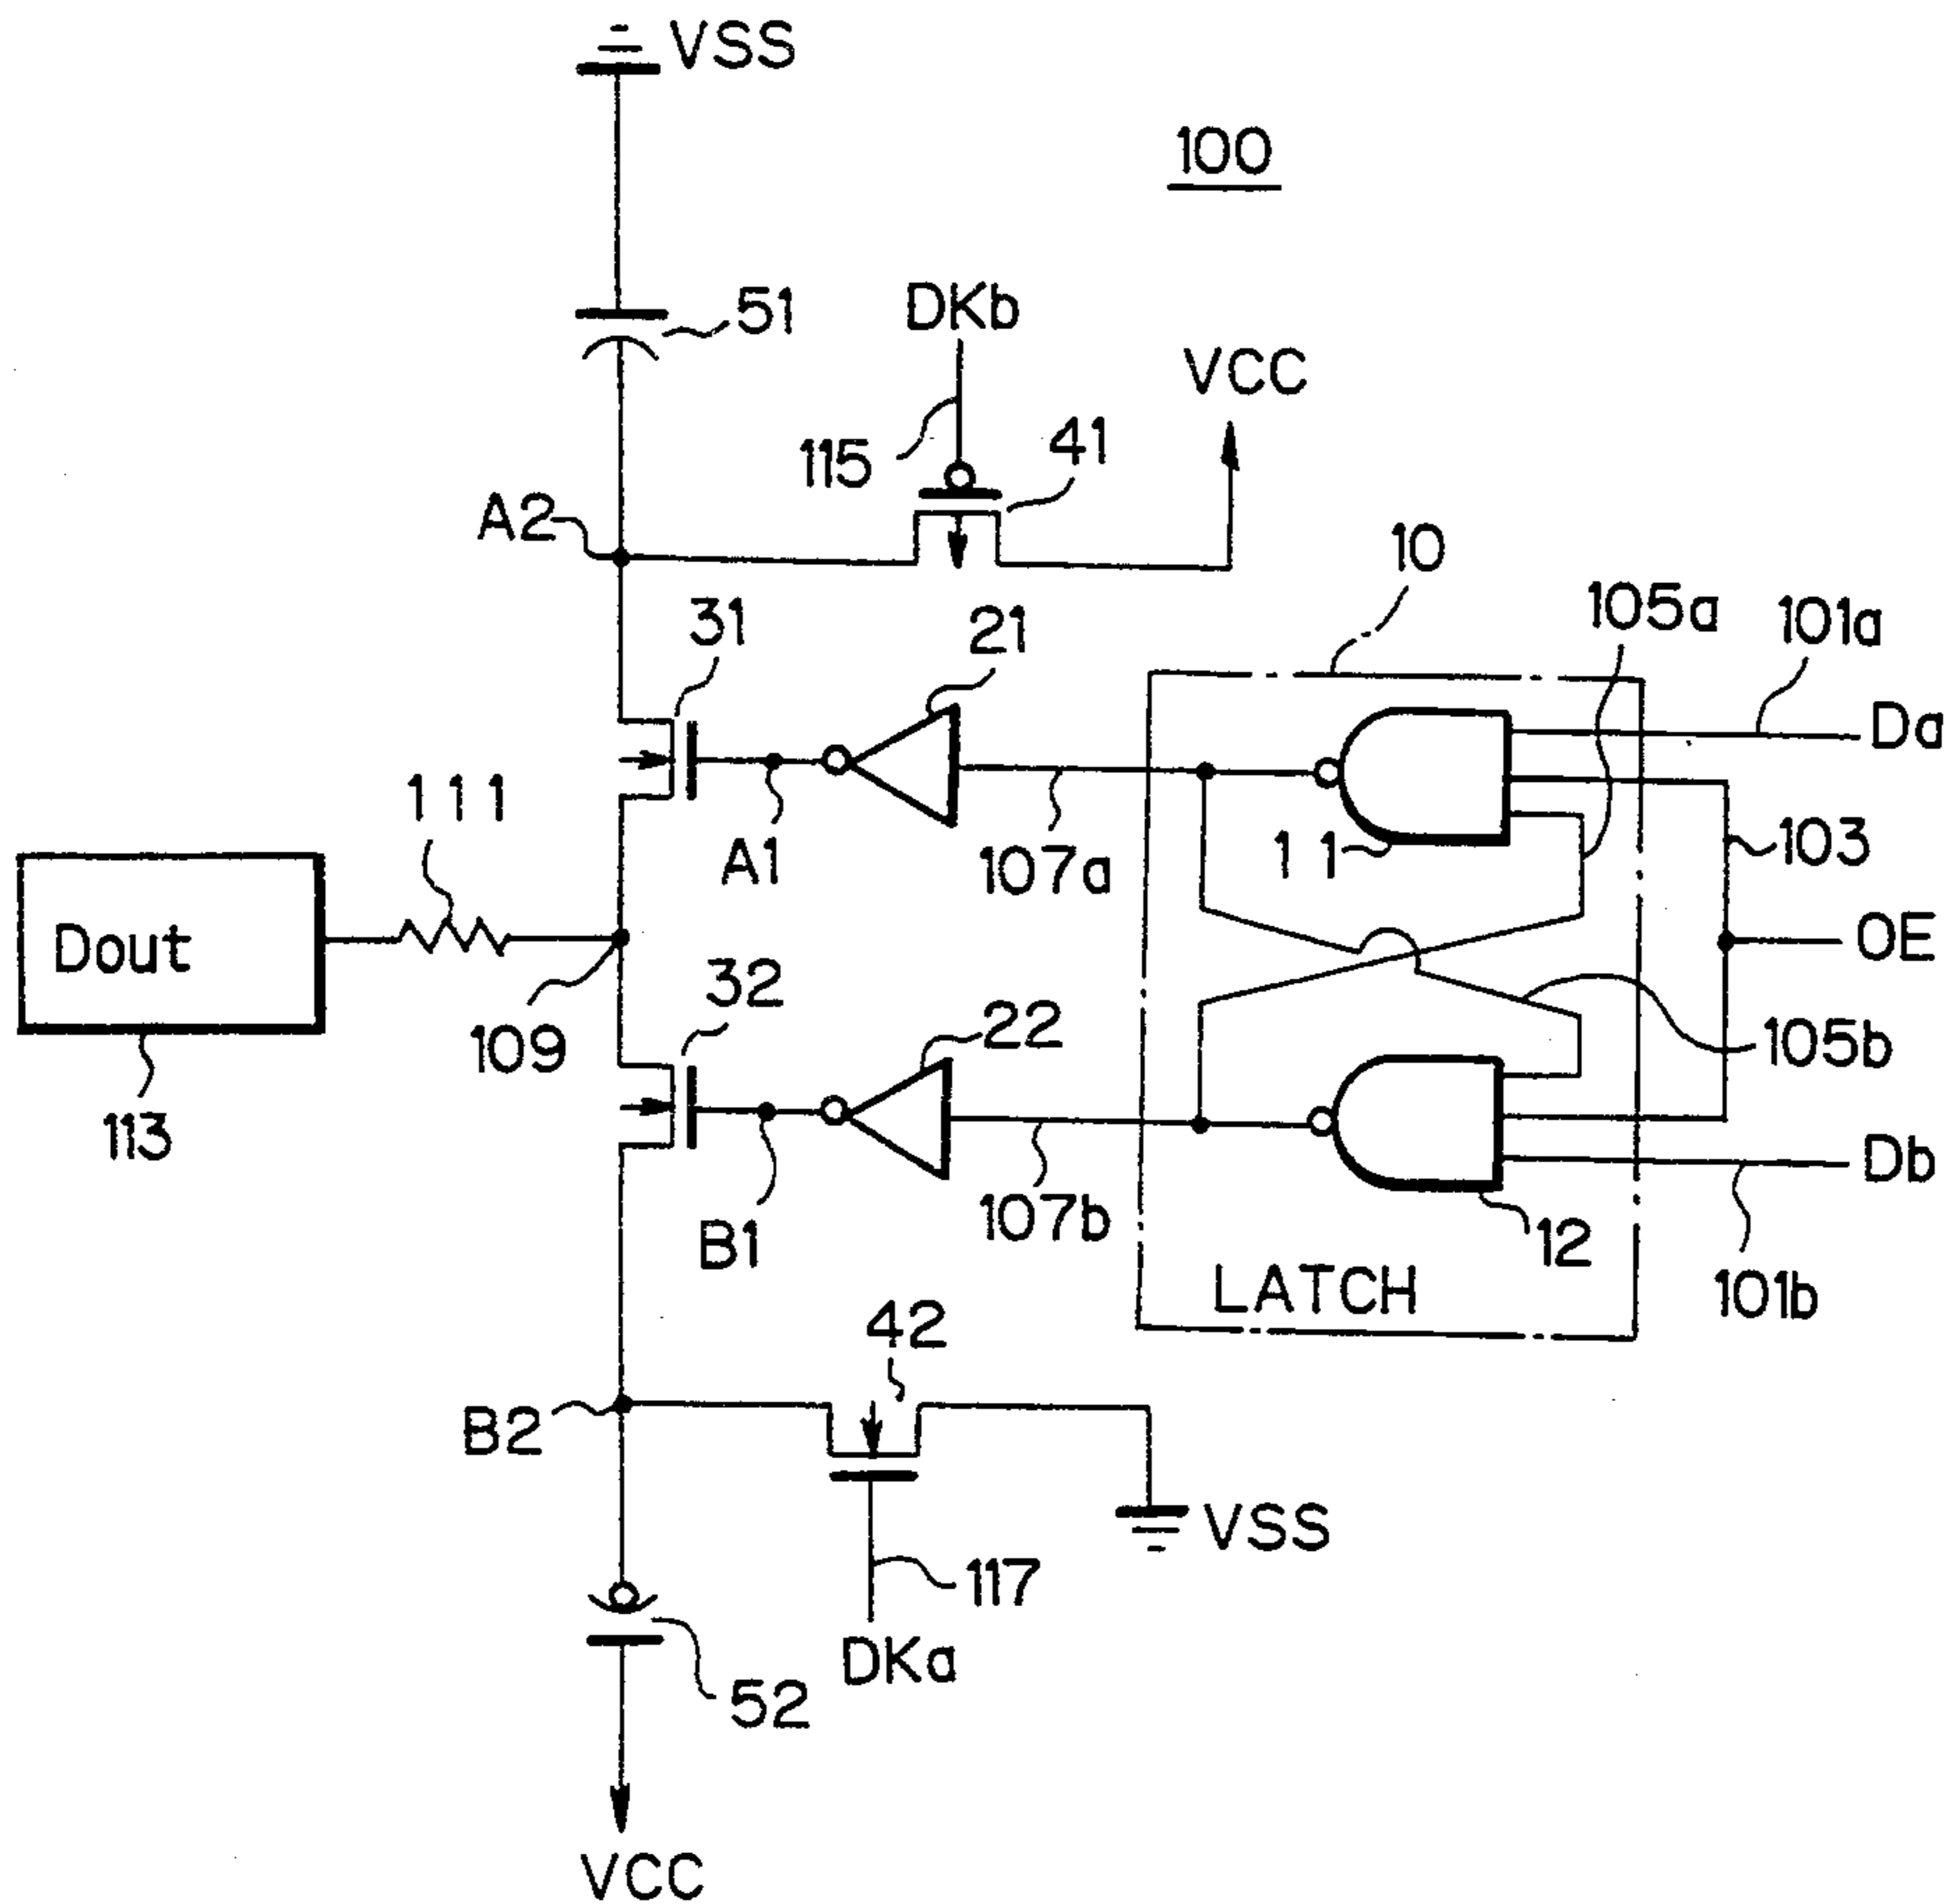 VSS
100
51
DKb
VCC
115
41
A2
10
105a
101a
31
21
Da
111
A1
107a
11
103
Dout
OE
32
109
22
105b
113
Db
B1
107b
12
LATCH
101b
42
B2
VSS
117
DKa
52
VCC